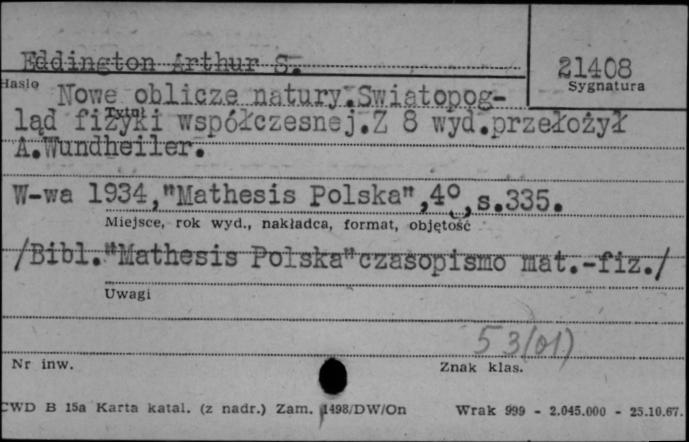 Eddington Arthur S.
21408
Hasło
Sygnatura
Nowe oblicze natury.Swiatopog-
ląd fizyki współczesnej.Z 8 wyd.przełożył
A.Wundheiler.
W-wa 1934,"Mathesis Polska",4o,s.335.
Miejsce, rok wyd., nakładca, format, objętość
/Bibl."Mathesis Polska"czasopismo mat.-fiz./
Uwagi
53(01)
Nr inw.
Znak klas.
CWD B 15a Karta katal. (z nadr.) Zam. 1498/DW/On
Wrak 999 - 2.045.000 - 25.10.67.